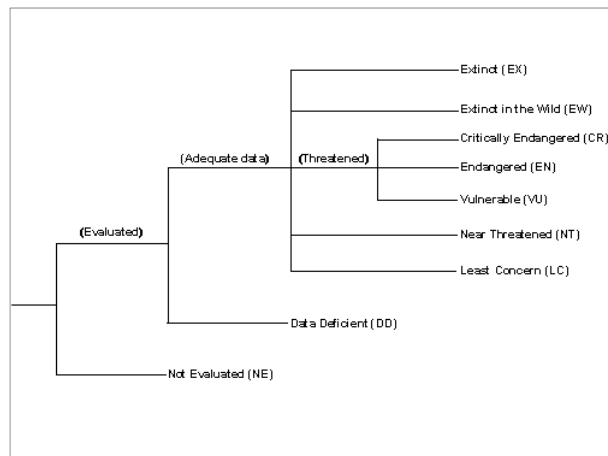 Extinct (EX)
Extinct in the Wild (EW)
Critically Endangered (CR)
(Adequate data)
(Threatened)
Endangered (EN)
Vulnerable (VU)
(Evaluated)
Near Threatened (NT)
Least Concern (LC)
Data Deficient (DD)
Not Evaluated (NE)